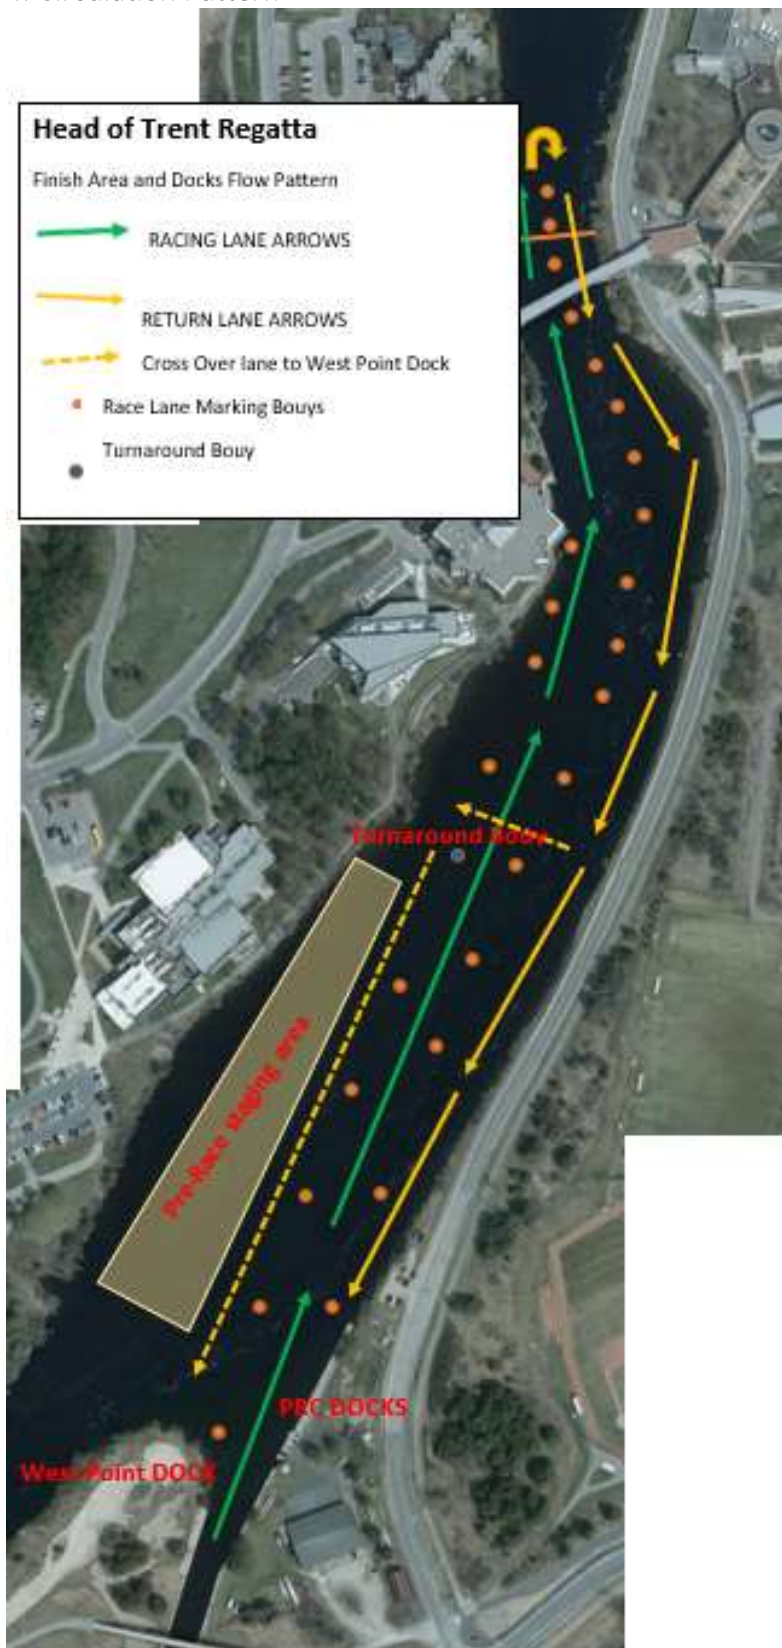 Head of Trent Regatta
Finish Area and Docks Flow Pattern
RACING LANE ARROWS
RETURN LANE ARROWS
Cross Over lane to West Point Dock
Race Lane Marking Bouys
Turnaround Bouy
Turnaround Bouy
Pre-Race staging area
PRC DOCKS
West Point DOCK